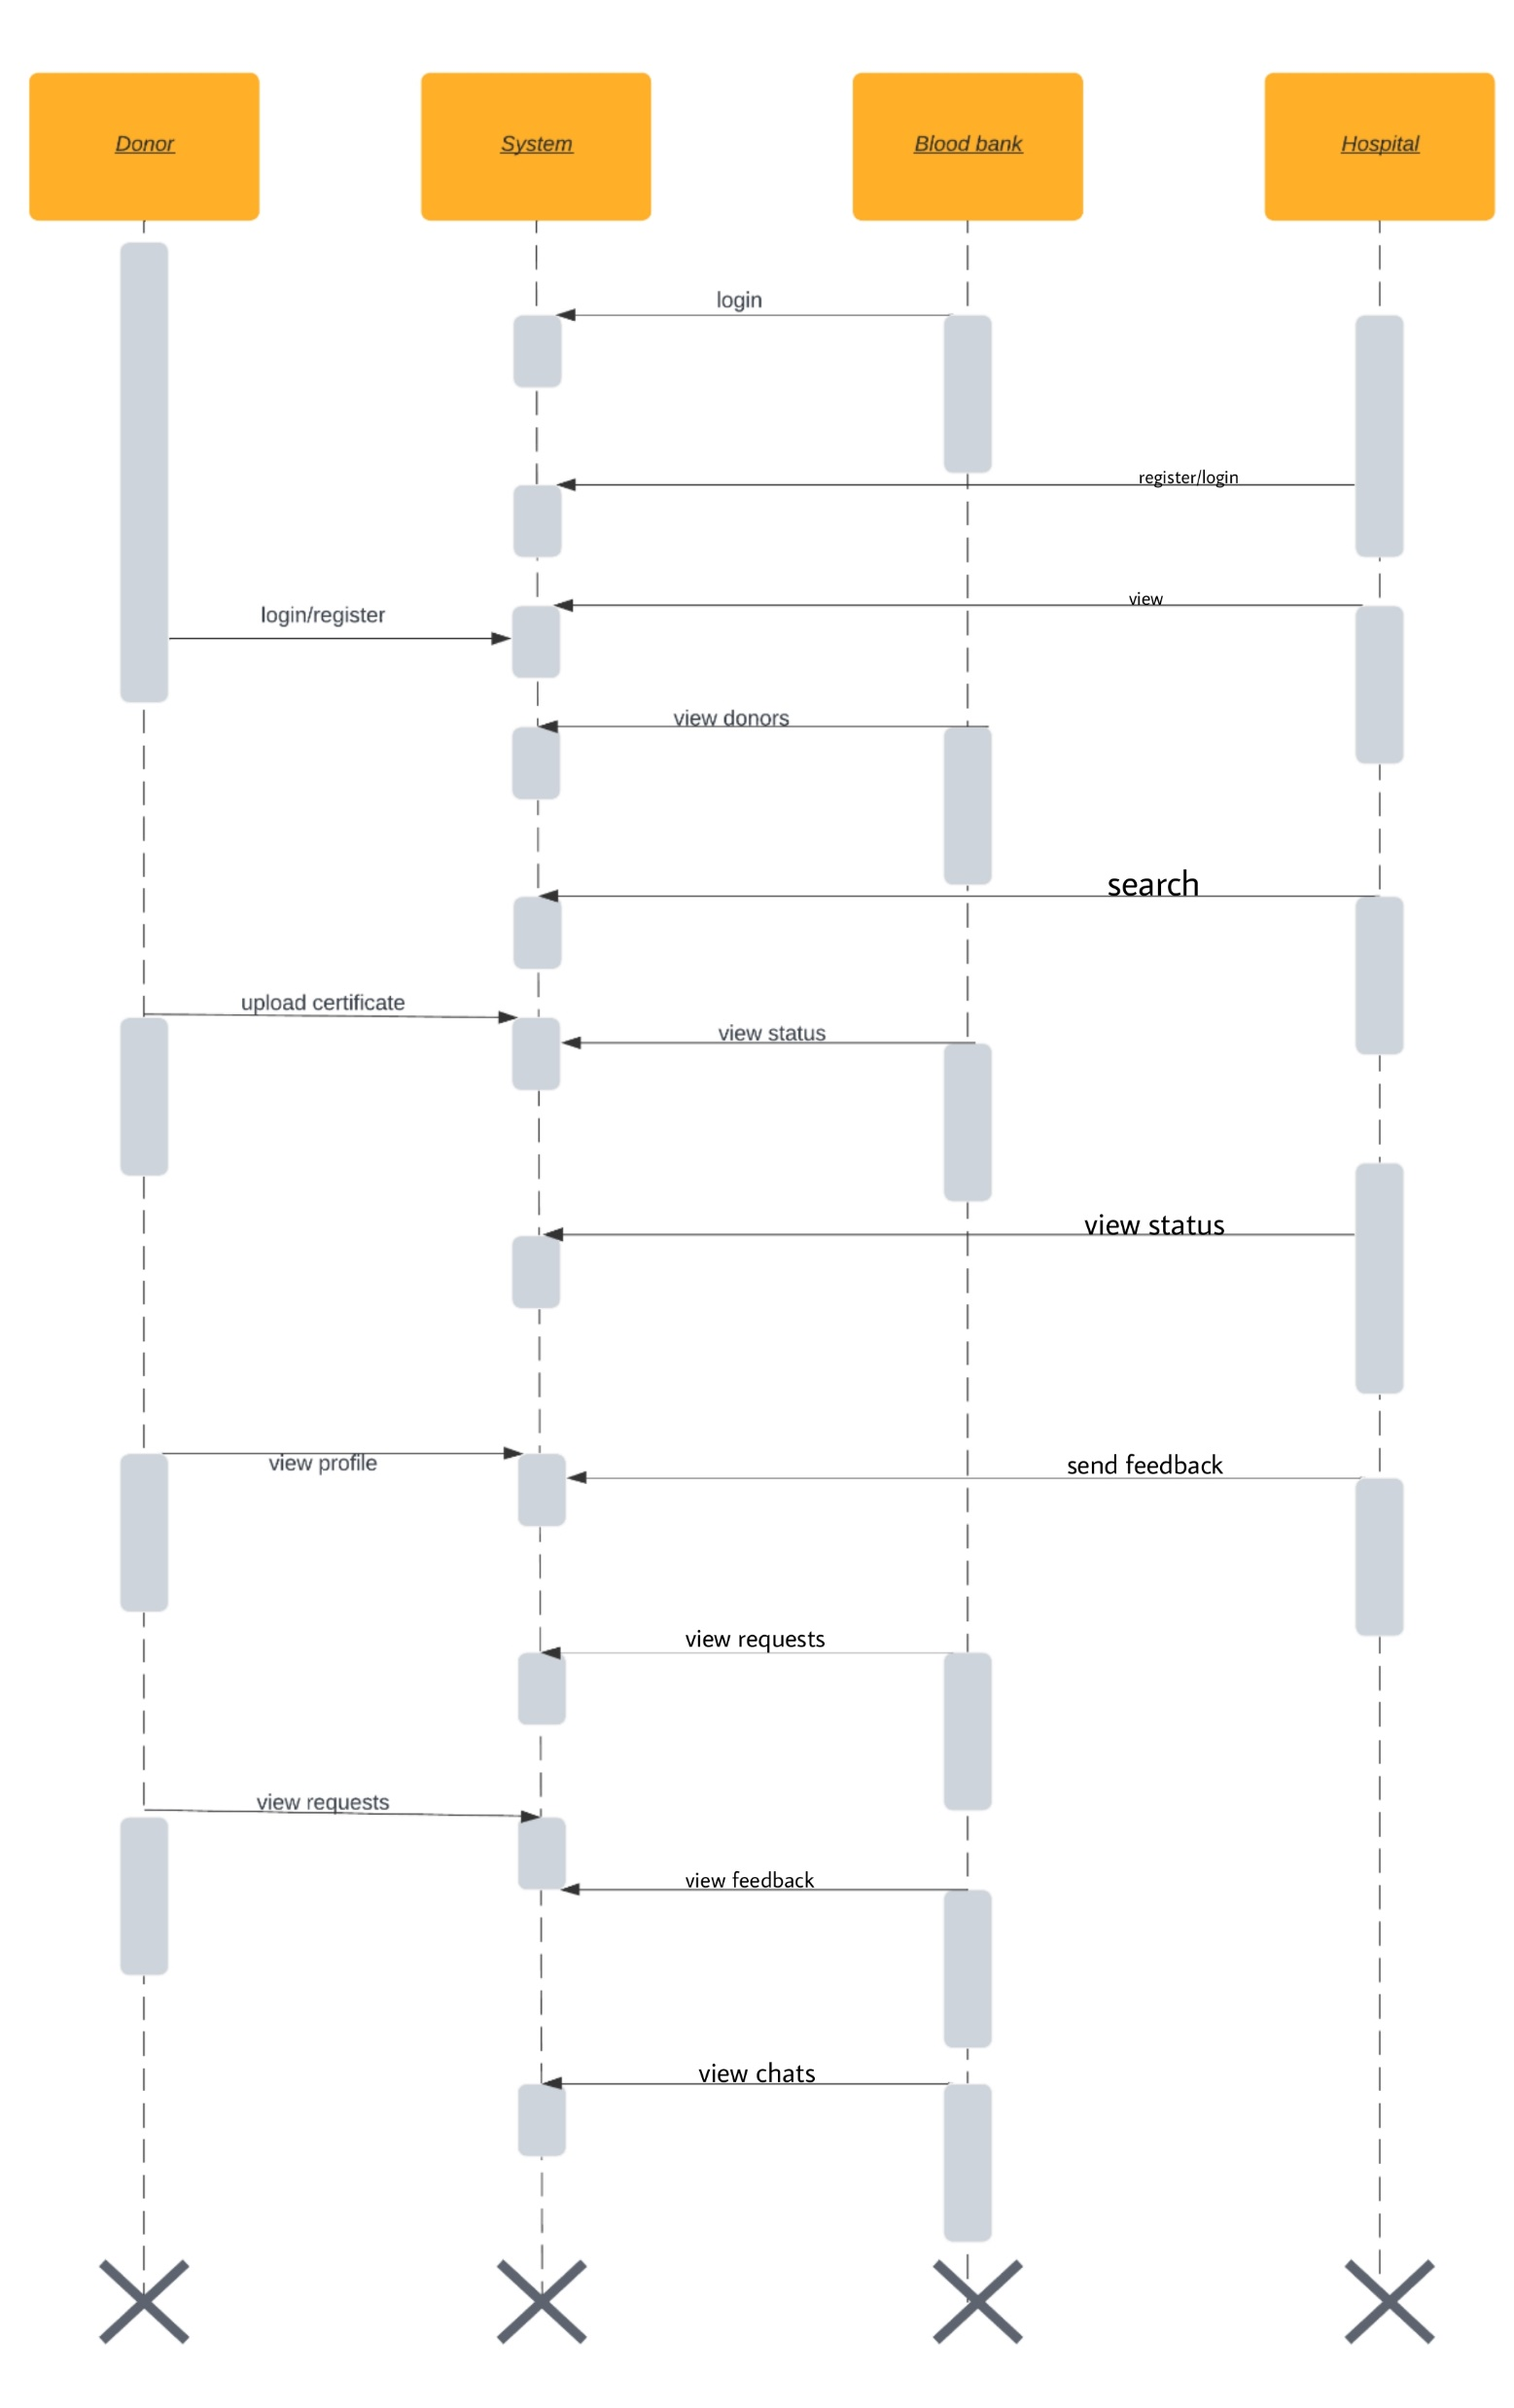 Donor
System
Blood bank
Hospital
login
register/login
view
login/register
view donors
search
upload certificate
view status
view status
view profile
send feedback
view requests
view requests
view feedback
view chats